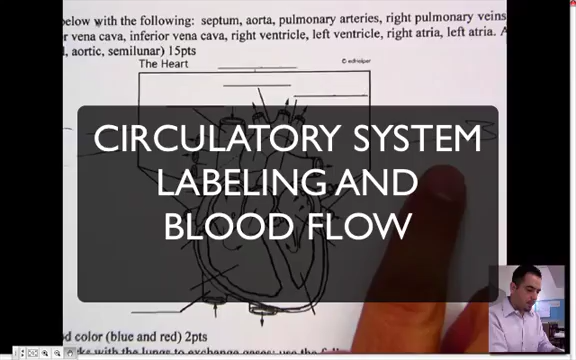 below with the following: septum, aorta, pulmonary arteries, right pulmonary veins
vena cava, inferior vena cava, right ventricle, left ventricle, right atria, left atria. A
aortic, semilunar) 15pts
The Heart
© edhelper
CIRCULATORY SYSTEM
LABELING AND
BLOOD FLOW
color (blue and red) 2pts
with the lungs to exchange gases: use the